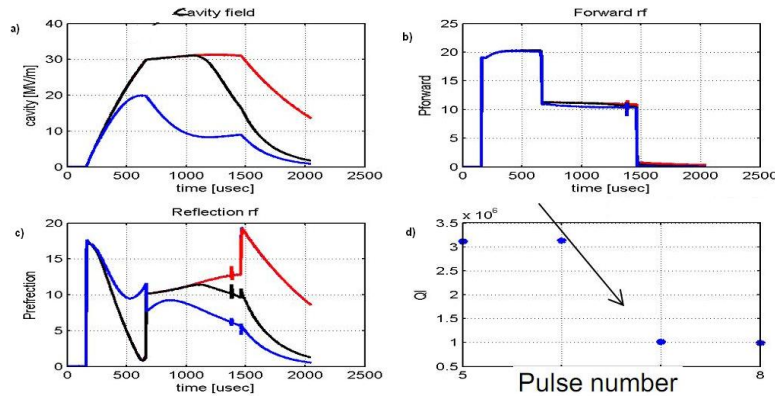 Cavity field
a)
cavity [MV/m]
40
30
20
10
0
0 500 1000 1500 2000 2500
time [usec]
Forward rf
b)
Pforward
25
20
15
10
5
0
0 500 1000 1500 2000 2500
time [usec]
Reflection rf
c)
Prefrection
20
15
10
5
0
0 500 1000 1500 2000 2500
time [usec]
x 10⁶
d)
Ql
3.5
3
2.5
2
1.5
1
0.5
5 8
Pulse number